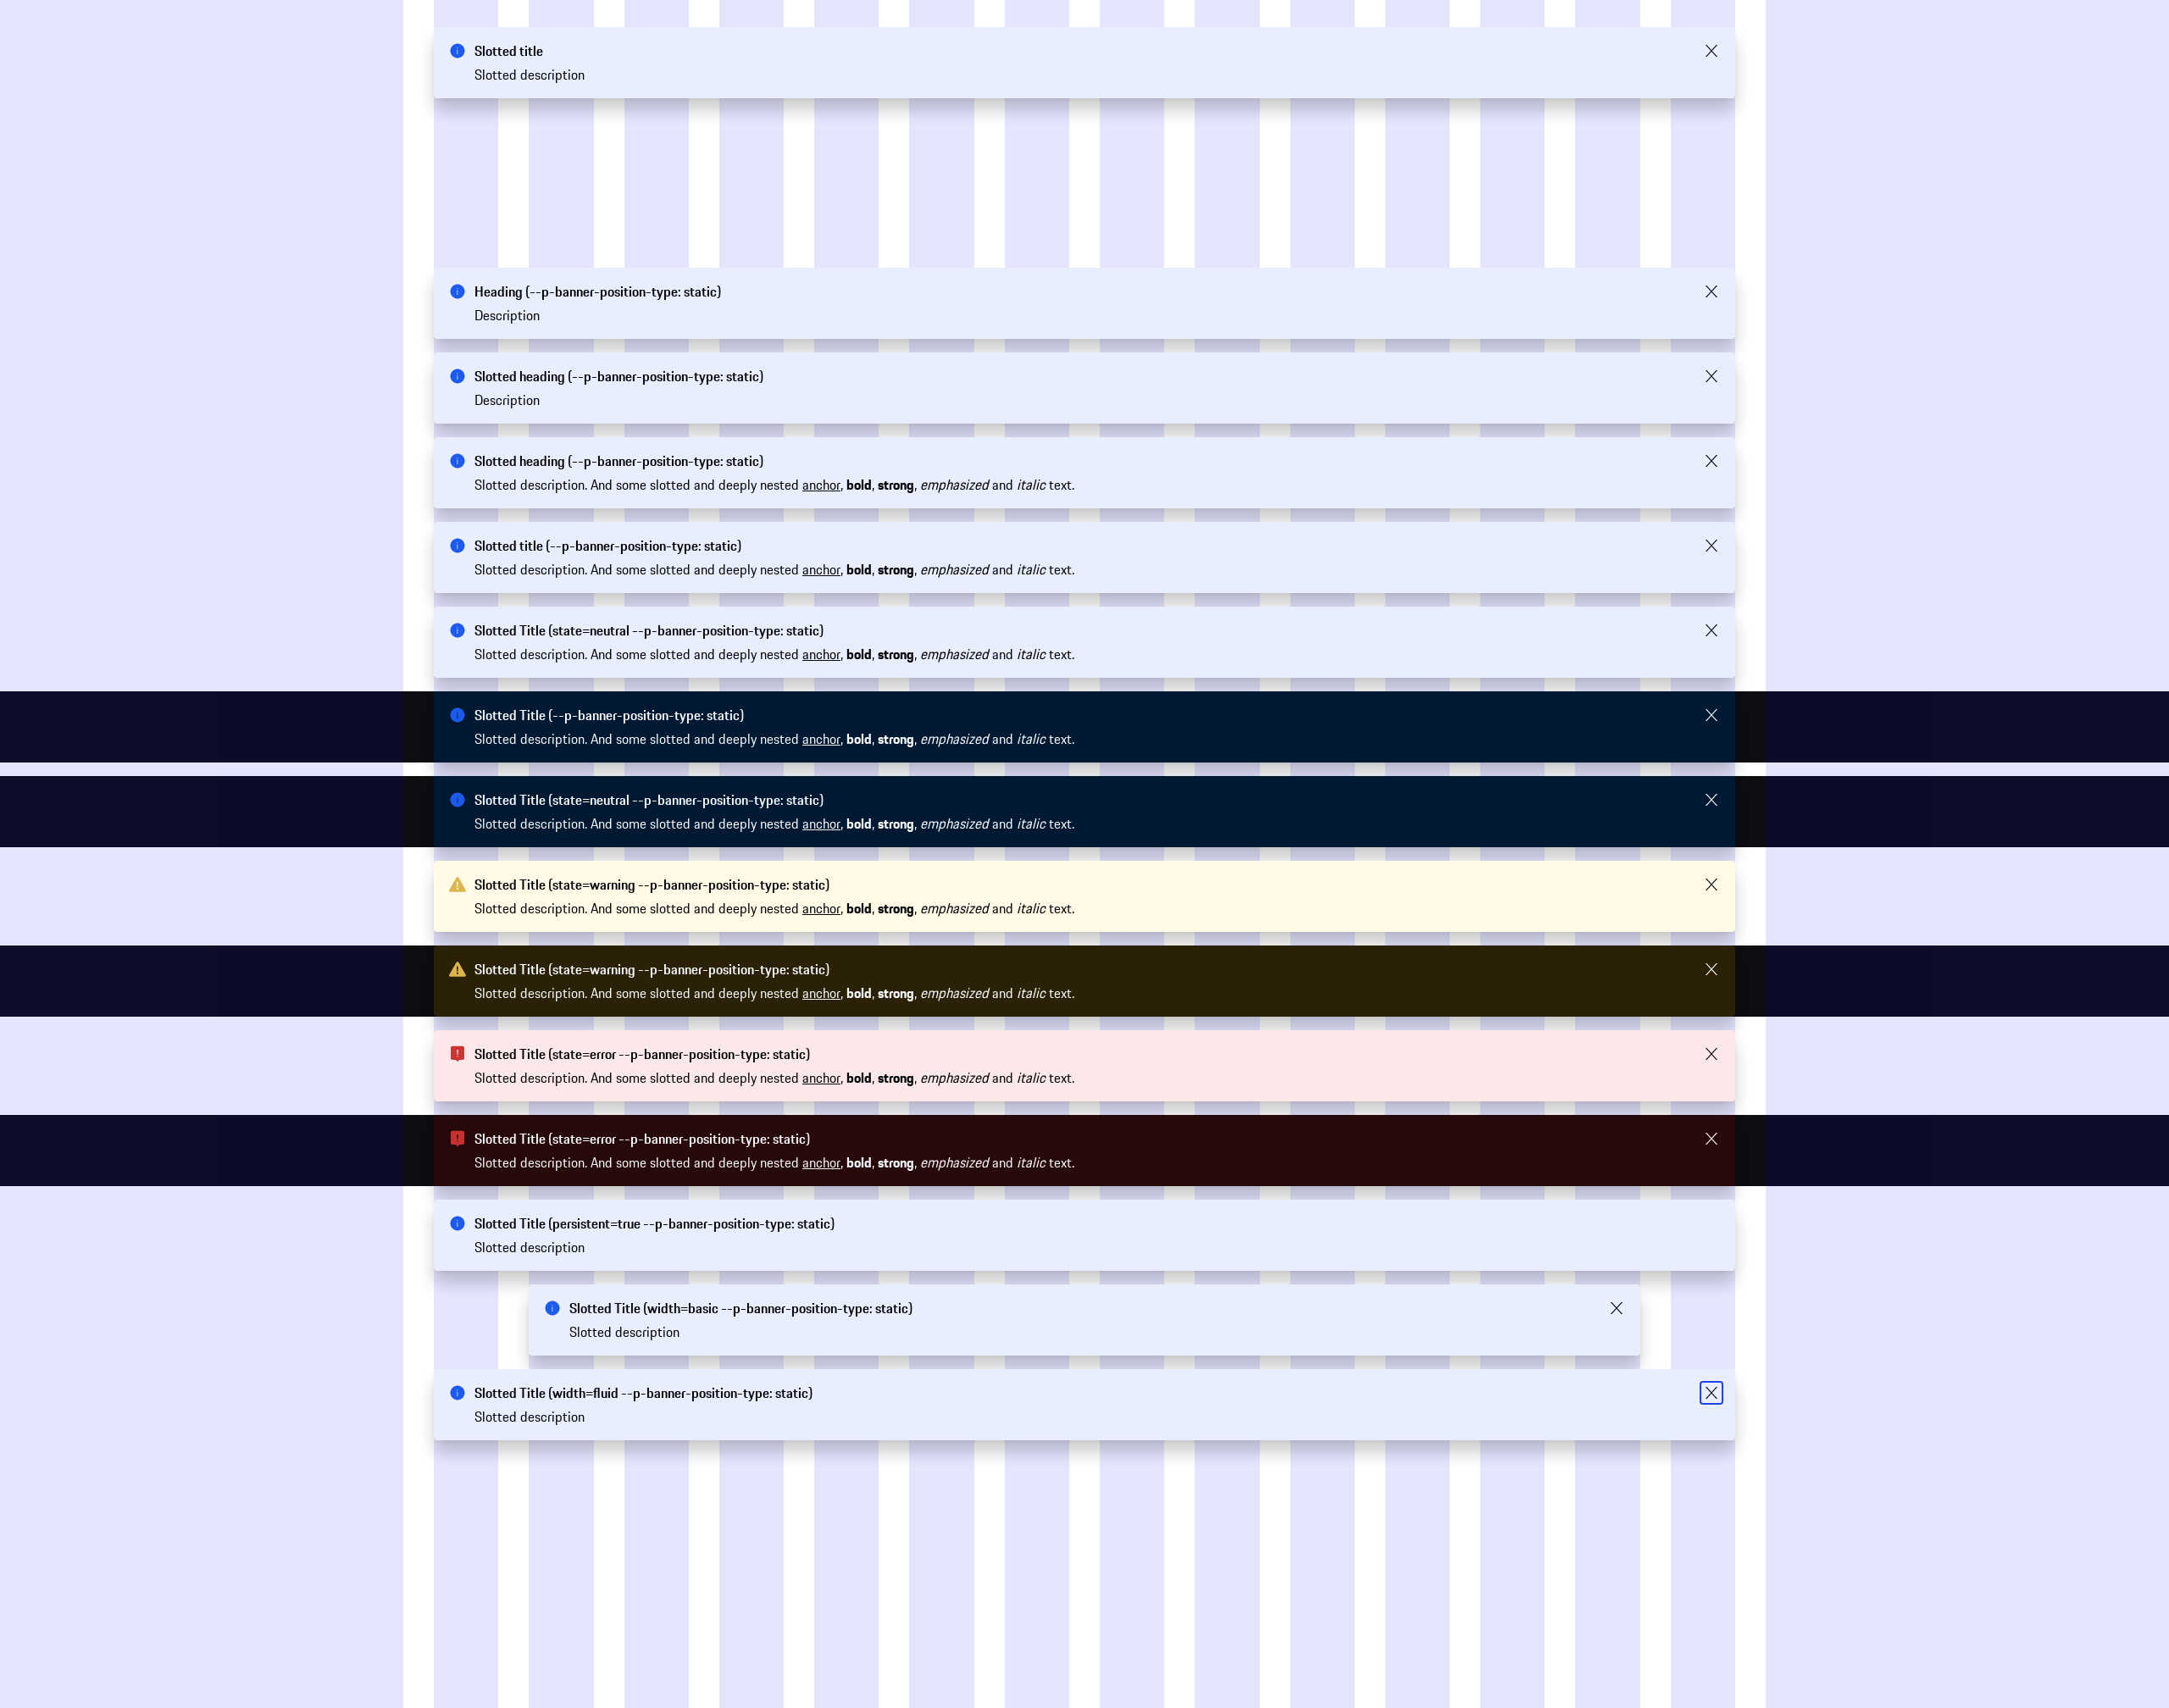 Slotted title
Slotted description
Heading (--p-banner-position-type: static)
Description
Slotted heading (--p-banner-position-type: static)
Description
Slotted heading (--p-banner-position-type: static)
Slotted description. And some slotted and deeply nested anchor, bold, strong, emphasized and italic text.
Slotted title (--p-banner-position-type: static)
Slotted description. And some slotted and deeply nested anchor, bold, strong, emphasized and italic text.
Slotted Title (state=neutral --p-banner-position-type: static)
Slotted description. And some slotted and deeply nested anchor, bold, strong, emphasized and italic text.
Slotted Title (--p-banner-position-type: static)
Slotted description. And some slotted and deeply nested anchor, bold, strong, emphasized and italic text.
Slotted Title (state=neutral --p-banner-position-type: static)
Slotted description. And some slotted and deeply nested anchor, bold, strong, emphasized and italic text.
Slotted Title (state=warning --p-banner-position-type: static)
Slotted description. And some slotted and deeply nested anchor, bold, strong, emphasized and italic text.
Slotted Title (state=warning --p-banner-position-type: static)
Slotted description. And some slotted and deeply nested anchor, bold, strong, emphasized and italic text.
Slotted Title (state=error --p-banner-position-type: static)
Slotted description. And some slotted and deeply nested anchor, bold, strong, emphasized and italic text.
Slotted Title (state=error --p-banner-position-type: static)
Slotted description. And some slotted and deeply nested anchor, bold, strong, emphasized and italic text.
Slotted Title (persistent=true --p-banner-position-type: static)
Slotted description
Slotted Title (width=basic --p-banner-position-type: static)
Slotted description
Slotted Title (width=fluid --p-banner-position-type: static)
Slotted description